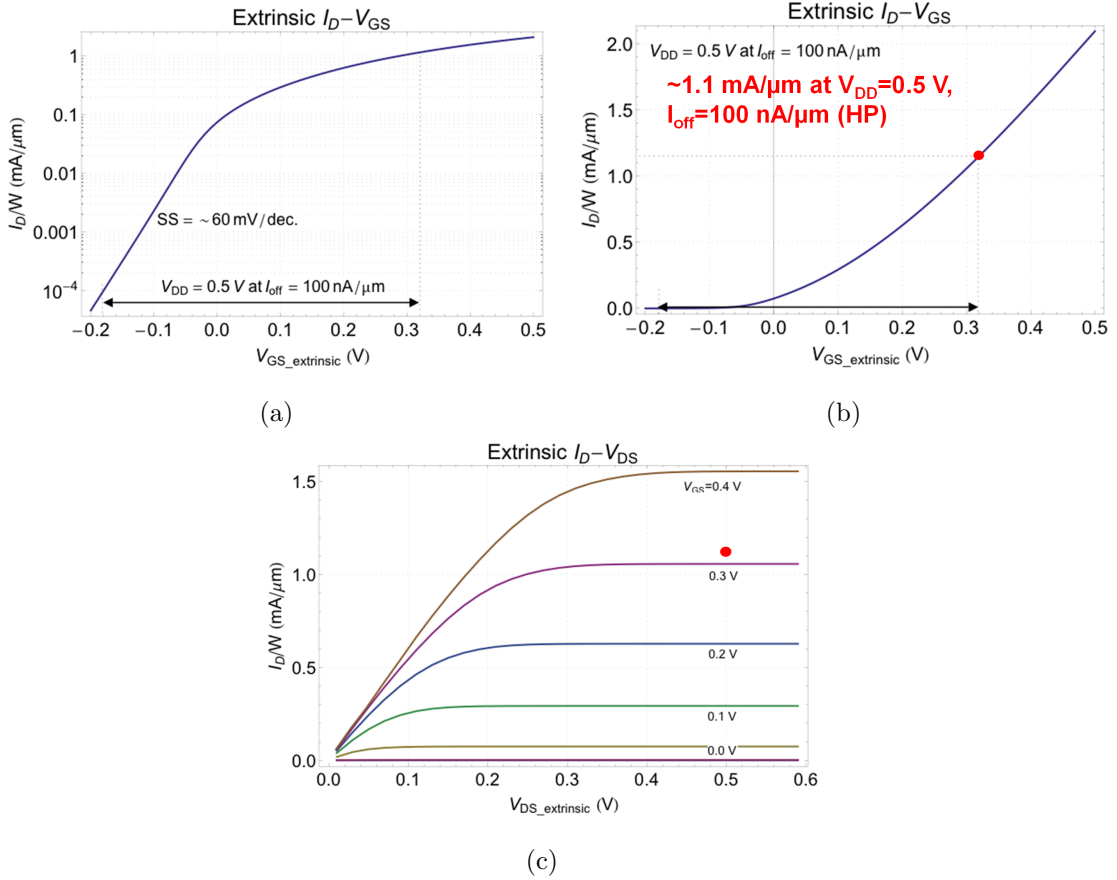 Extrinsic I_D−V_GS
1
0.1
0.01
0.001
10⁻⁴
I_D/W (mA/μm)
SS = ~60 mV/dec.
V_DD = 0.5 V at I_off = 100 nA/μm
−0.2 −0.1 0.0 0.1 0.2 0.3 0.4 0.5
V_GS_extrinsic (V)
(a)
Extrinsic I_D−V_GS
2.0
1.5
1.0
0.5
0.0
I_D/W (mA/μm)
V_DD = 0.5 V at I_off = 100 nA/μm
~1.1 mA/μm at V_DD=0.5 V,
I_off=100 nA/μm (HP)
−0.2 −0.1 0.0 0.1 0.2 0.3 0.4 0.5
V_GS_extrinsic (V)
(b)
Extrinsic I_D−V_DS
1.5
1.0
0.5
0.0
I_D/W (mA/μm)
V_GS=0.4 V
0.3 V
0.2 V
0.1 V
0.0 V
0.0 0.1 0.2 0.3 0.4 0.5 0.6
V_DS_extrinsic (V)
(c)